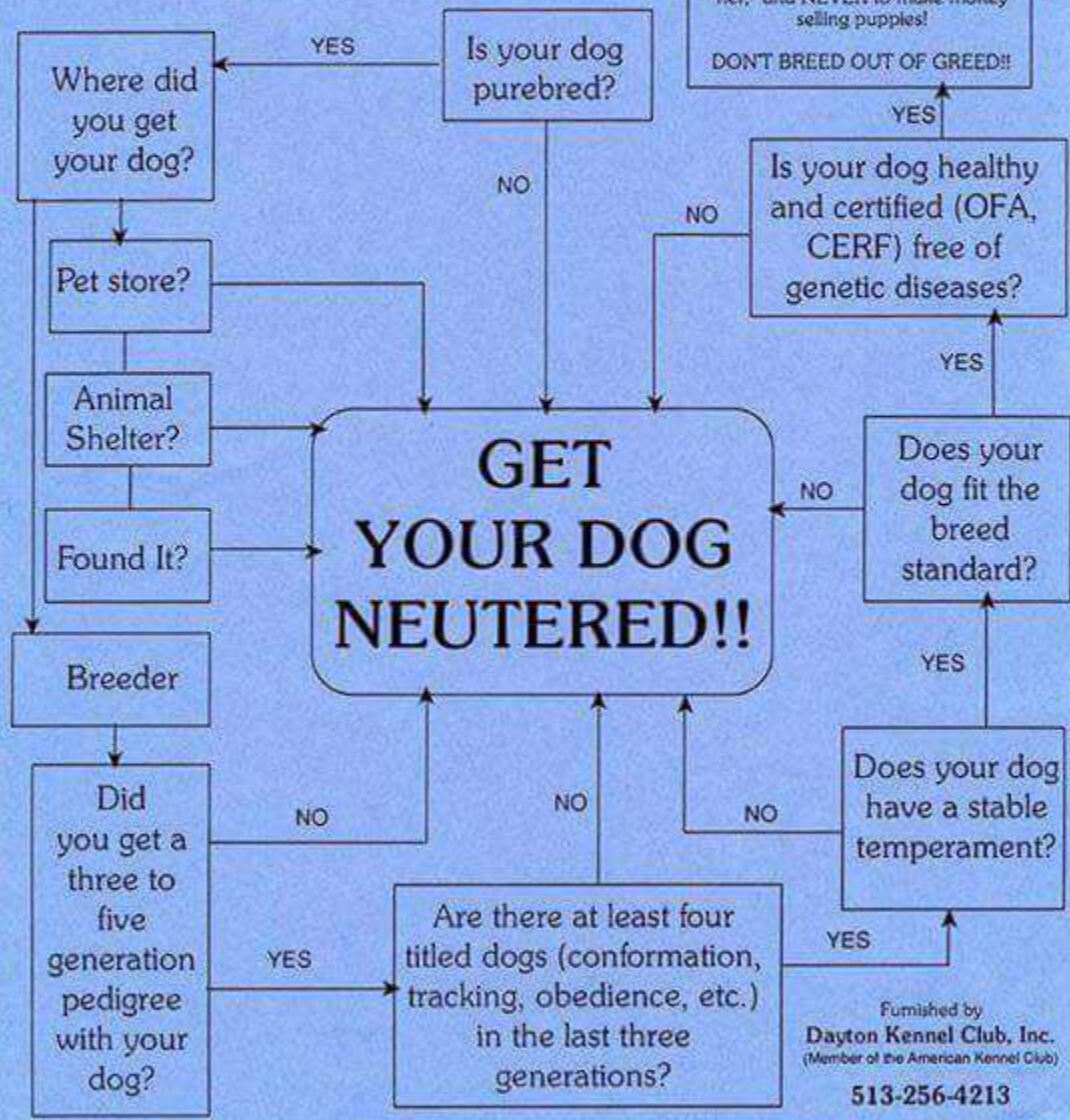 selling puppies!
DON'T BREED OUT OF GREED!!
Is your dog
purebred?
YES
NO
Where did
you get
your dog?
Pet store?
Animal
Shelter?
Found It?
Breeder
Did
you get a
three to
five
generation
pedigree
with your
dog?
NO
YES
Are there at least four
titled dogs (conformation,
tracking, obedience, etc.)
in the last three
generations?
NO
YES
Does your dog
have a stable
temperament?
NO
YES
Does your
dog fit the
breed
standard?
NO
YES
Is your dog healthy
and certified (OFA,
CERF) free of
genetic diseases?
NO
YES
GET
YOUR DOG
NEUTERED!!
Furnished by
Dayton Kennel Club, Inc.
(Member of the American Kennel Club)
513-256-4213